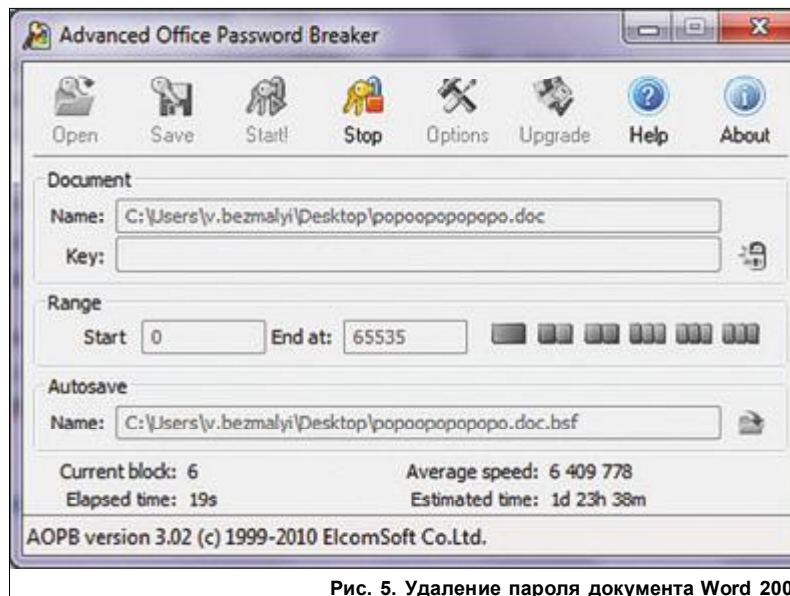 Advanced Office Password Breaker
Open Save Start! Stop Options Upgrade Help About
Document
Name: C:\Users\v.bezmalyi\Desktop\popoopopopopo.doc
Key:
Range
Start 0 End at: 65535
Autosave
Name: C:\Users\v.bezmalyi\Desktop\popoopopopopo.doc.bsf
Current block: 6 Average speed: 6 409 778
Elapsed time: 19s Estimated time: 1d 23h 38m
AOPB version 3.02 (c) 1999-2010 ElcomSoft Co.Ltd.
Рис. 5. Удаление пароля документа Word 200